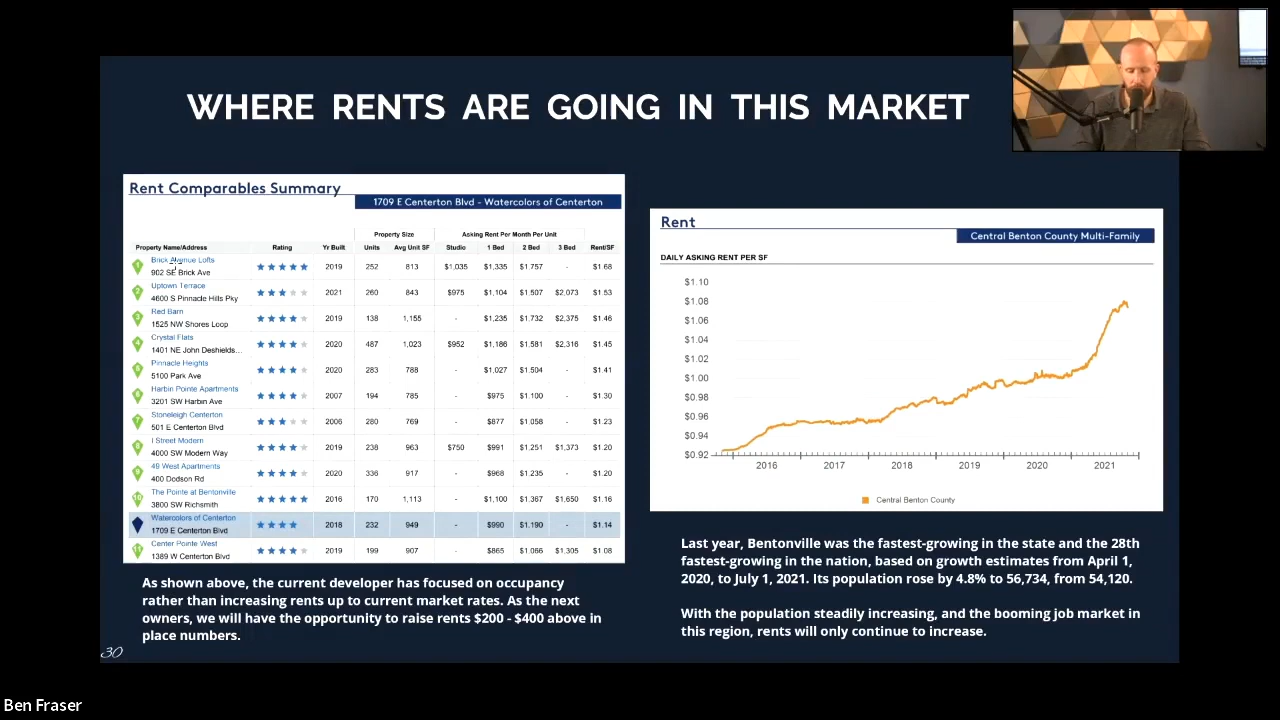 WHERE RENTS ARE GOING IN THIS MARKET
Rent Comparables Summary
1709 E Centerton Blvd - Watercolors of Centerton
Property Size Asking Rent Per Month Per Unit
Property Name/Address Rating Yr Built Units Avg Unit SF Studio 1 Bed 2 Bed 3 Bed Rent/SF
1 Brick Avenue Lofts
902 SE Brick Ave 2019 252 813 $1,035 $1,335 $1,757 - $1.68
2 Uptown Terrace
4600 S Pinnacle Hills Pky 2021 260 843 $975 $1,104 $1,507 $2,073 $1.53
3 Red Barn
1525 NW Shores Loop 2019 138 1,155 - $1,235 $1,732 $2,375 $1.46
4 Crystal Flats
1401 NE John Deshields... 2020 487 1,023 $952 $1,186 $1,581 $2,316 $1.45
5 Pinnacle Heights
5100 Park Ave 2020 283 788 - $1,027 $1,504 - $1.41
6 Harbin Pointe Apartments
3201 SW Harbin Ave 2007 194 785 - $975 $1,100 - $1.30
7 Stoneleigh Centerton
501 E Centerton Blvd 2006 280 769 - $877 $1,058 - $1.23
8 I Street Modern
4000 SW Modern Way 2019 238 963 $750 $991 $1,251 $1,373 $1.20
9 49 West Apartments
400 Dodson Rd 2020 336 917 - $968 $1,235 - $1.20
10 The Pointe at Bentonville
3800 SW Richsmith 2016 170 1,113 - $1,100 $1,367 $1,650 $1.16
Watercolors of Centerton
1709 E Centerton Blvd 2018 232 949 - $990 $1,190 - $1.14
11 Center Pointe West
1389 W Centerton Blvd 2019 199 907 - $865 $1,066 $1,305 $1.08
As shown above, the current developer has focused on occupancy
rather than increasing rents up to current market rates. As the next
owners, we will have the opportunity to raise rents $200 - $400 above in
place numbers.
30
Rent
Central Benton County Multi-Family
DAILY ASKING RENT PER SF
$1.10
$1.08
$1.06
$1.04
$1.02
$1.00
$0.98
$0.96
$0.94
$0.92
2016 2017 2018 2019 2020 2021
Central Benton County
Last year, Bentonville was the fastest-growing in the state and the 28th
fastest-growing in the nation, based on growth estimates from April 1,
2020, to July 1, 2021. Its population rose by 4.8% to 56,734, from 54,120.
With the population steadily increasing, and the booming job market in
this region, rents will only continue to increase.
Ben Fraser